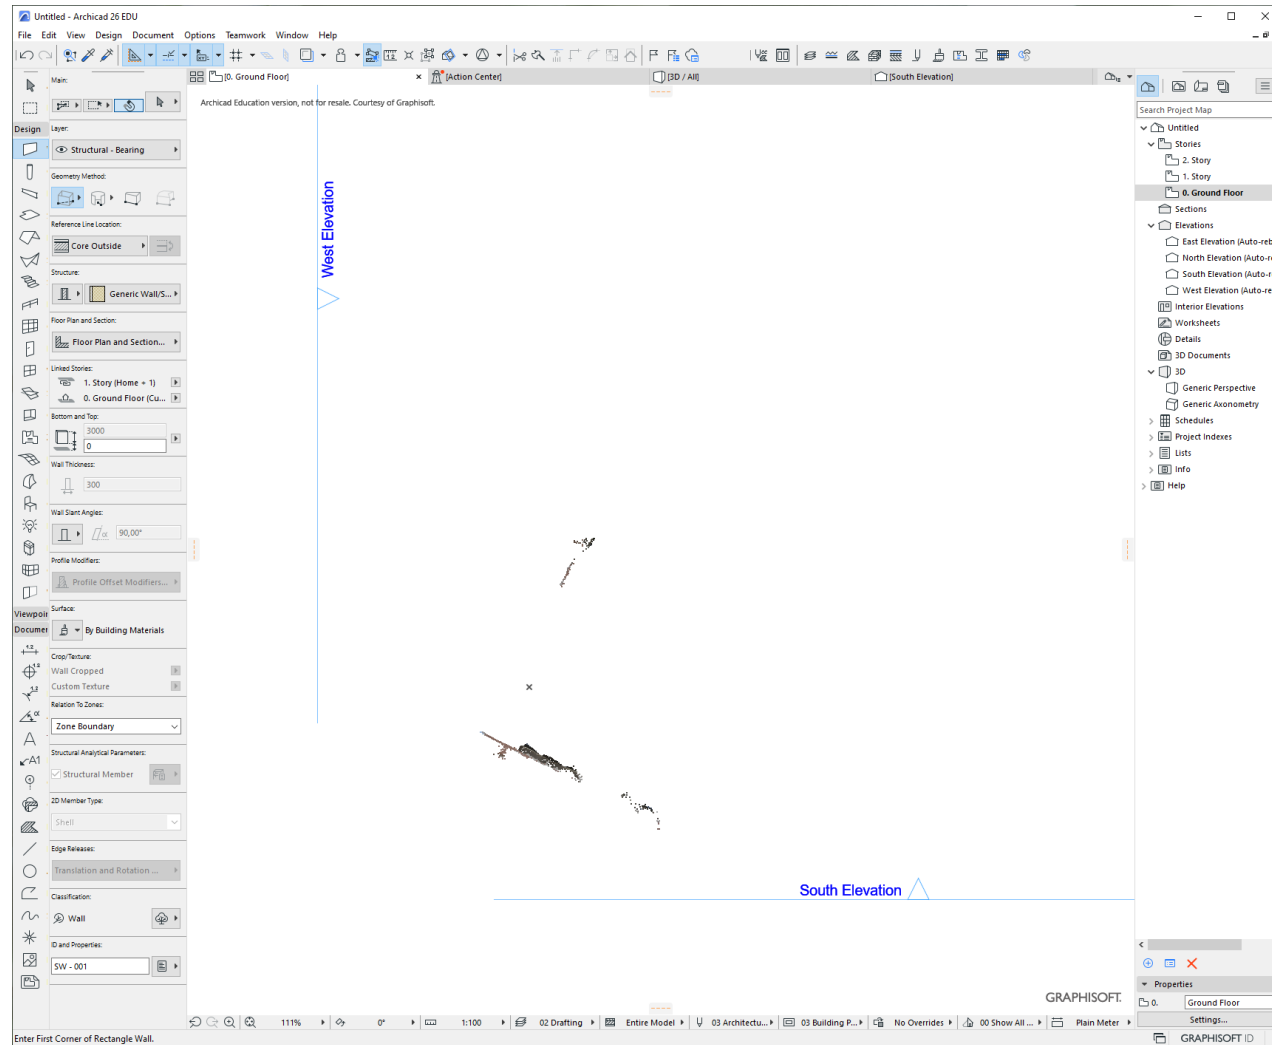 Untitled - Archicad 26 EDU
File Edit View Design Document Options Teamwork Window Help
[0. Ground Floor]
[Action Center]
[3D / All]
[South Elevation]
Main:
Archicad Education version, not for resale. Courtesy of Graphisoft.
Search Project Map
Design
Layer:
Structural - Bearing
Geometry Method:
Reference Line Location:
Core Outside
Structure:
Generic Wall/S...
Floor Plan and Section:
Floor Plan and Section...
Linked Stories:
1. Story (Home + 1)
0. Ground Floor (Cu...
Bottom and Top:
3000
0
Wall Thickness:
300
Wall Slant Angles:
α
90,00°
Profile Modifiers:
Profile Offset Modifiers...
Surface:
By Building Materials
Crop/Texture:
Wall Cropped
Custom Texture
Relation To Zones:
Zone Boundary
Structural Analytical Parameters:
Structural Member
2D Member Type:
Shell
Edge Releases:
Translation and Rotation ...
Classification:
Wall
ID and Properties:
SW - 001
Viewpoin
Documen
1.2
1.2
1.2
α
A
A1
West Elevation
South Elevation
Untitled
Stories
2. Story
1. Story
0. Ground Floor
Sections
Elevations
East Elevation (Auto-reb
North Elevation (Auto-r
South Elevation (Auto-r
West Elevation (Auto-re
Interior Elevations
Worksheets
Details
3D Documents
3D
Generic Perspective
Generic Axonometry
Schedules
Project Indexes
Lists
Info
Help
Properties
0.
Ground Floor
Settings...
GRAPHISOFT.
111%
0°
1:100
02 Drafting
Entire Model
03 Architectu...
03 Building P...
No Overrides
00 Show All ...
Plain Meter
Enter First Corner of Rectangle Wall.
GRAPHISOFT ID